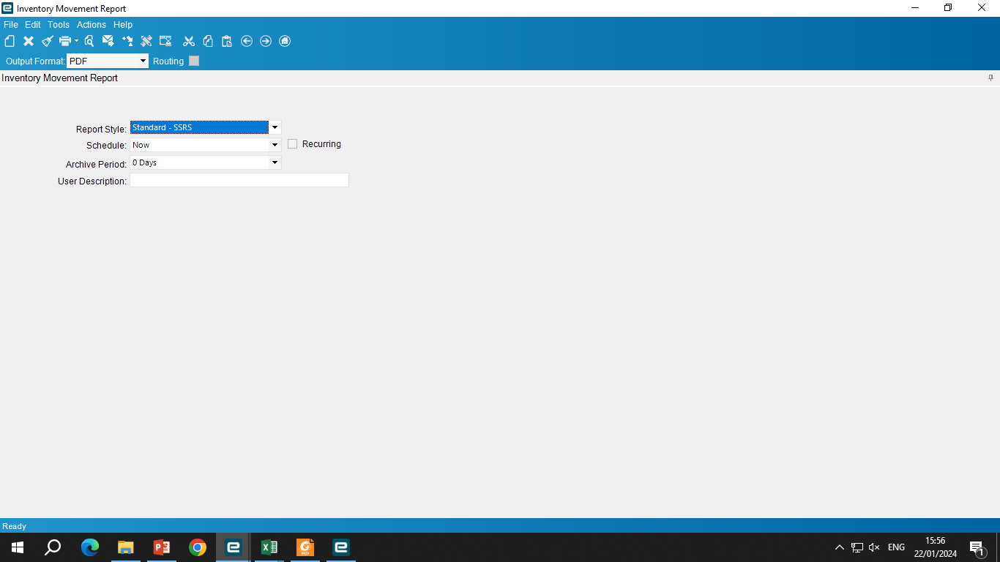 Inventory Movement Report
File Edit Tools Actions Help
Output Format: PDF Routing
Inventory Movement Report
Report Style: Standard - SSRS
Schedule: Now Recurring
Archive Period: 0 Days
User Description:
Ready
ENG
15:56
22/01/2024
1